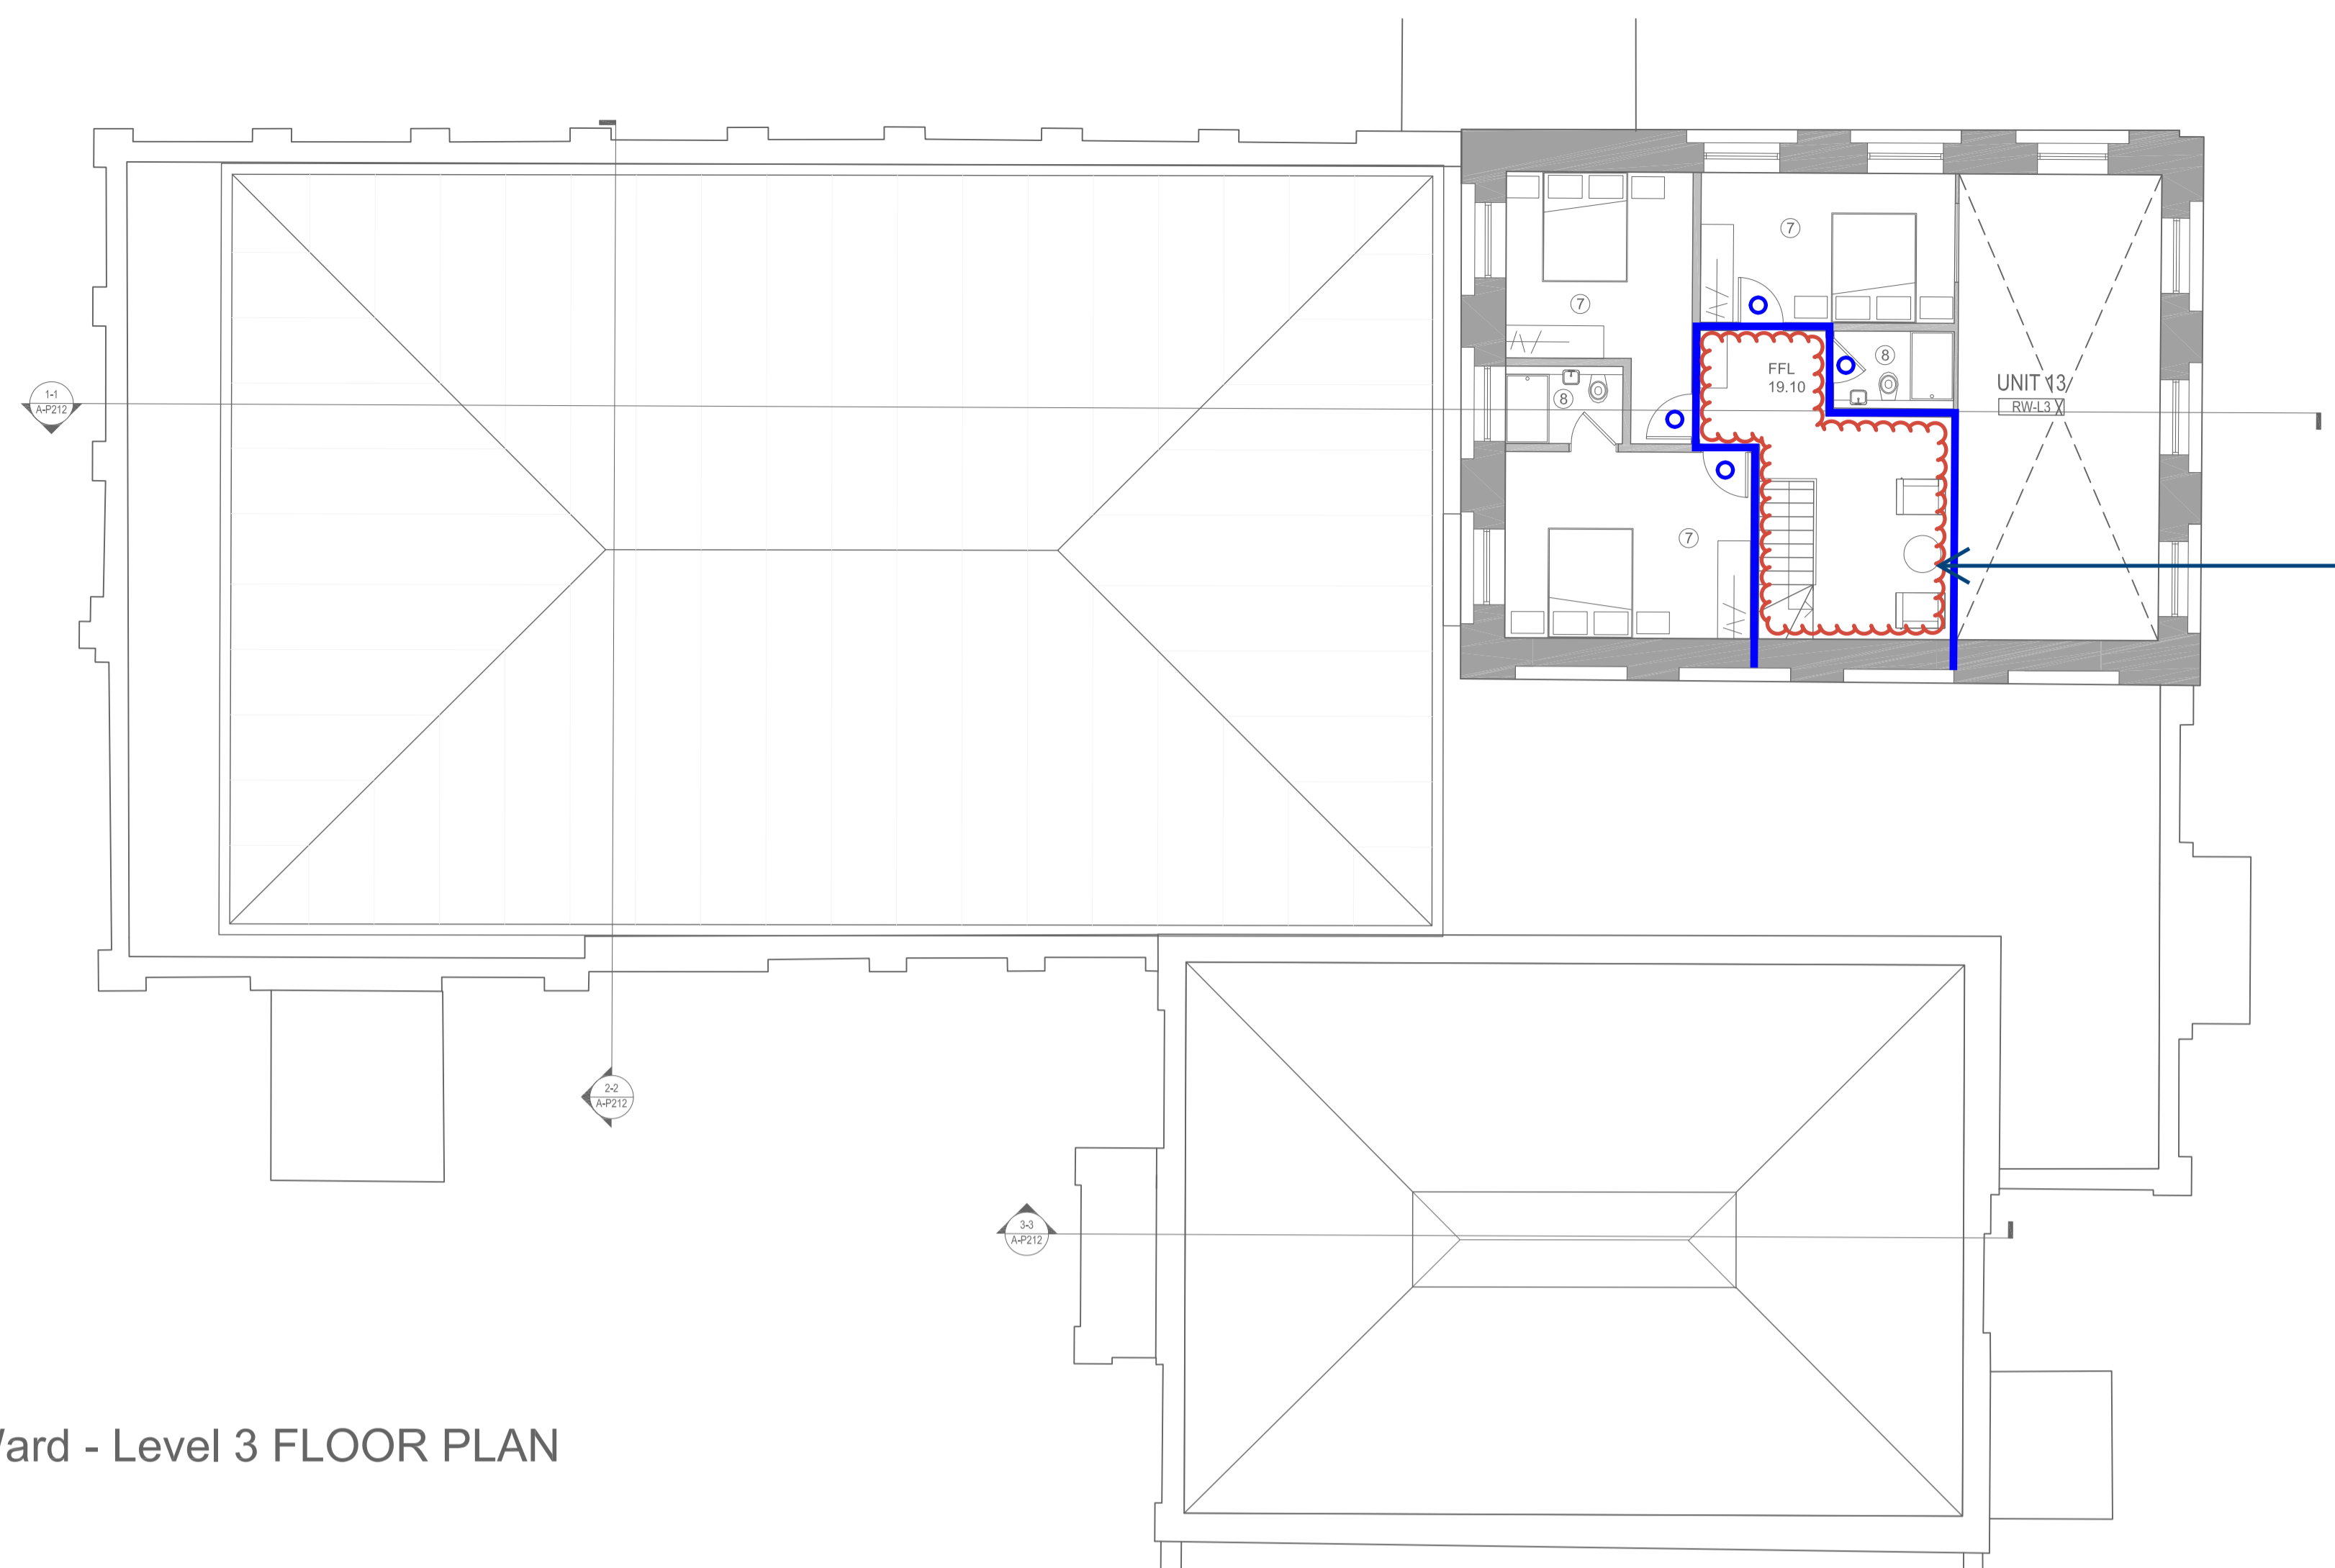 7
7
8
FFL
19.10
8
UNIT 13
RW-L3
1-1
A-P212
7
2-2
A-P212
3-3
A-P212
ard - Level 3 FLOOR PLAN